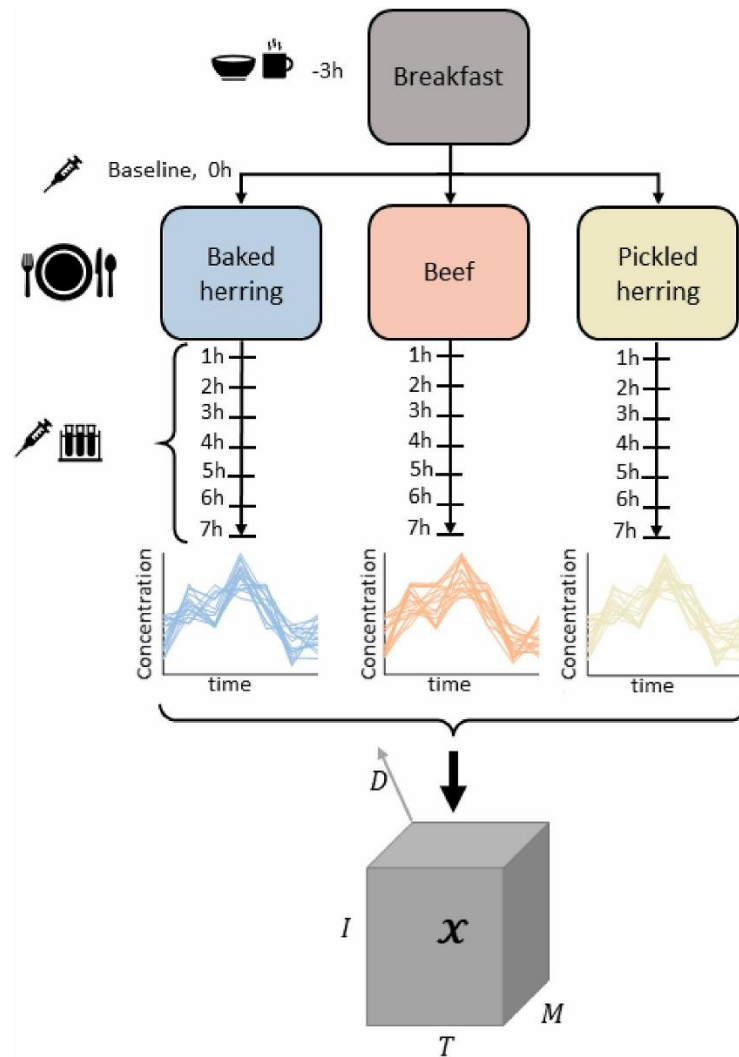 -3h
Breakfast
Baseline, 0h
Baked
herring
Beef
Pickled
herring
1h
2h
3h
4h
5h
6h
7h
1h
2h
3h
4h
5h
6h
7h
1h
2h
3h
4h
5h
6h
7h
Concentration
time
Concentration
time
Concentration
time
D
I
X
M
T